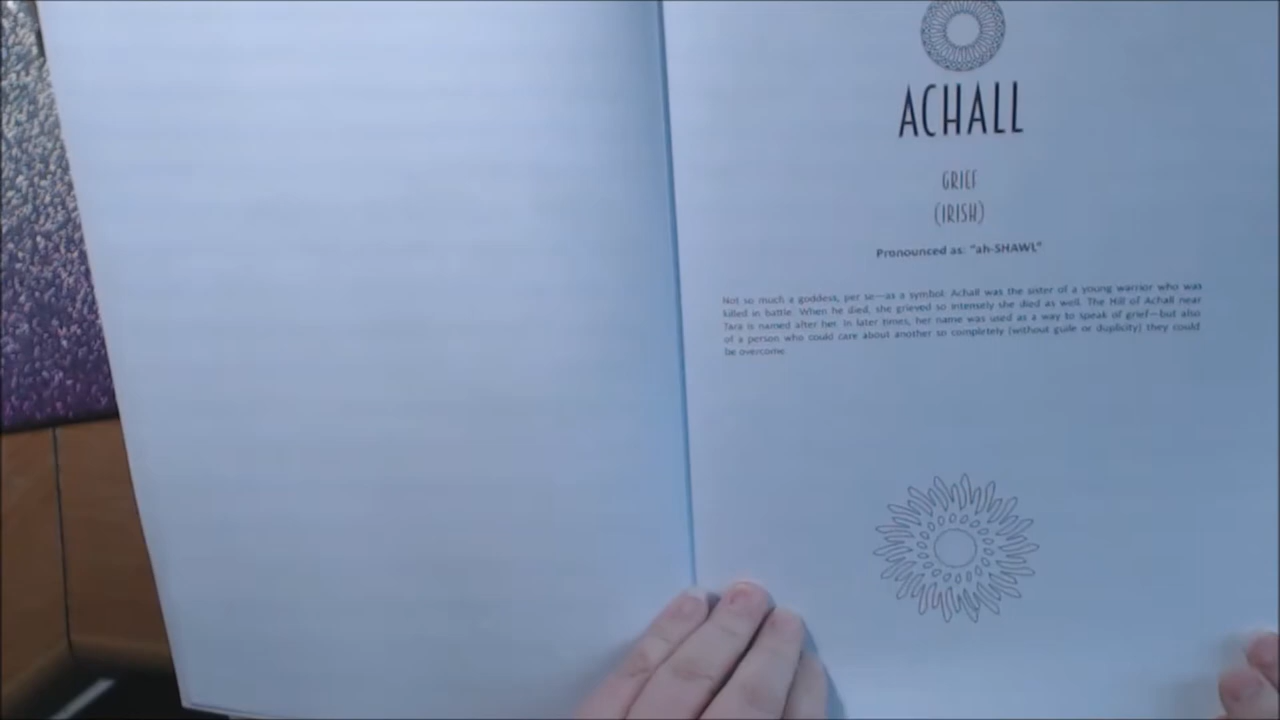 ACHALL
GRIEF
(IRISH)
Pronounced as: "ah-SHAWL"
Not so much a goddess, per se—as a symbol. Achall was the sister of a young warrior who was
killed in battle. When he died, she grieved so intensely she died as well. The Hill of Achall near
Tara is named after her. In later times, her name was used as a way to speak of grief—but also
of a person who could care about another so completely (without guile or duplicity) they could
be overcome.